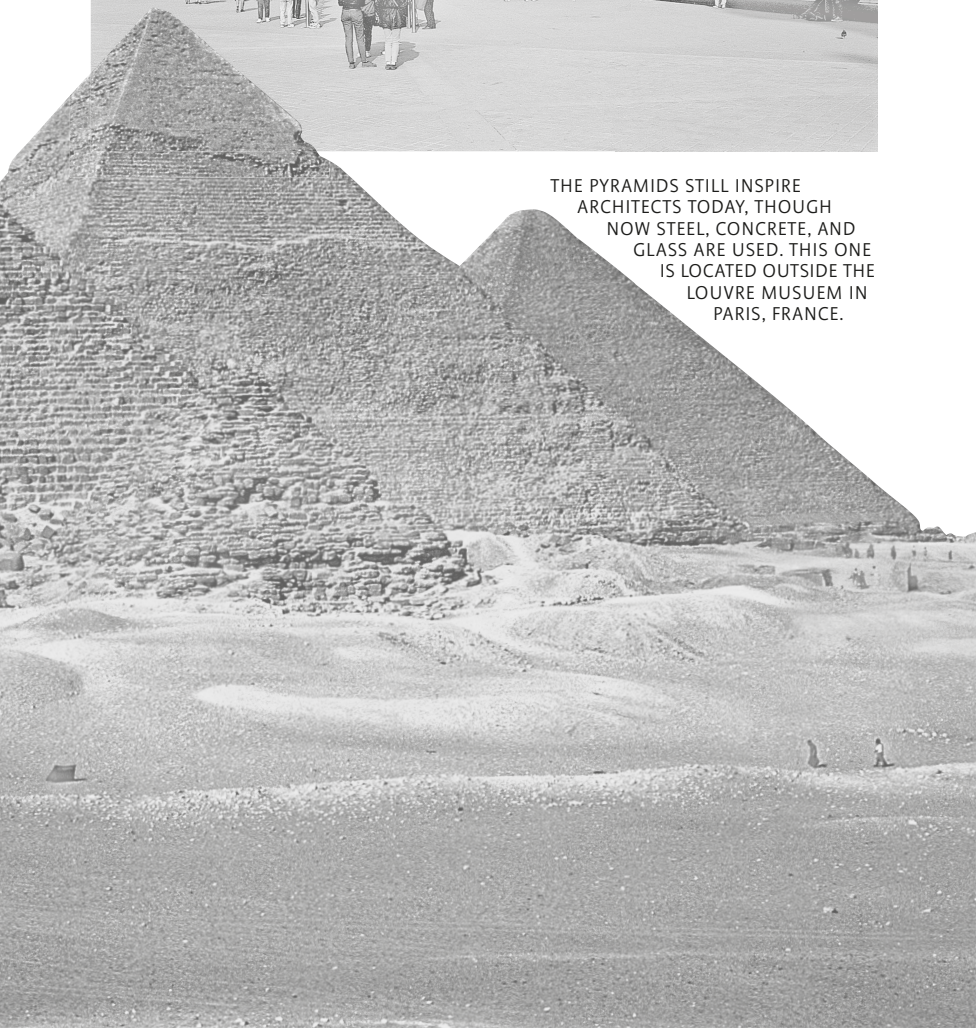 THE PYRAMIDS STILL INSPIRE
ARCHITECTS TODAY, THOUGH
NOW STEEL, CONCRETE, AND
GLASS ARE USED. THIS ONE
IS LOCATED OUTSIDE THE
LOUVRE MUSUEM IN
PARIS, FRANCE.